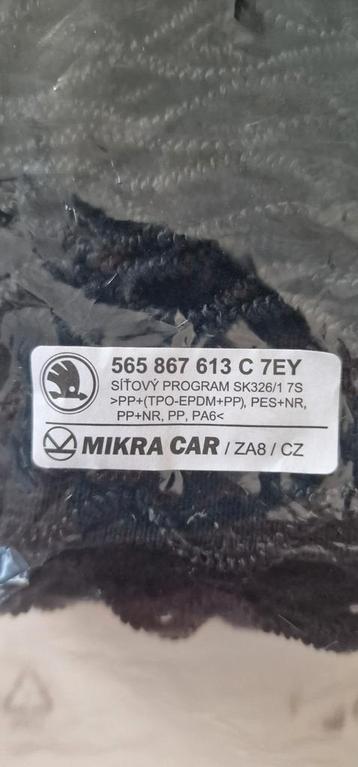 565 867 613 C 7EY
SÍŤOVÝ PROGRAM SK326/1 7S
>PP+(TPO-EPDM+PP), PES+NR,
PP+NR, PP, PA6<
MIKRA CAR / ZA8 / CZ